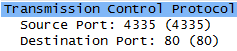 Transmission Control Protocol
Source Port: 4335 (4335)
Destination Port: 80 (80)